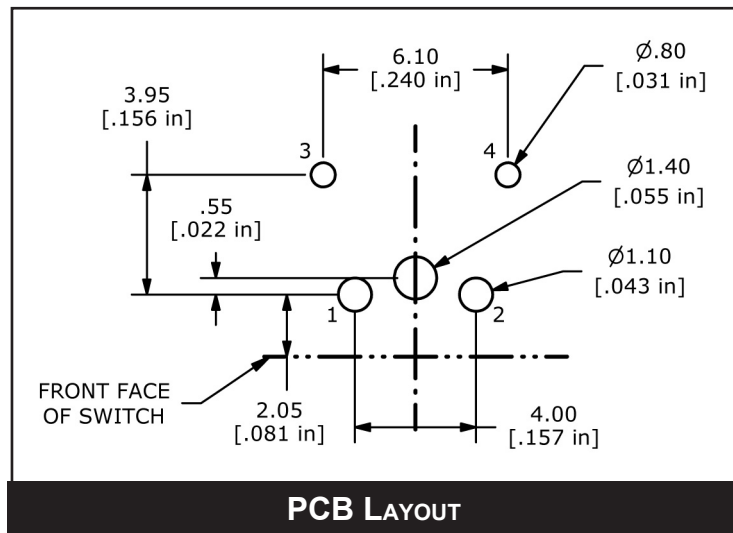 6.10
[.240 in]
Ø.80
[.031 in]
3.95
[.156 in]
3
4
Ø1.40
[.055 in]
.55
[.022 in]
Ø1.10
[.043 in]
1
2
FRONT FACE
OF SWITCH
2.05
[.081 in]
4.00
[.157 in]
PCB LAYOUT